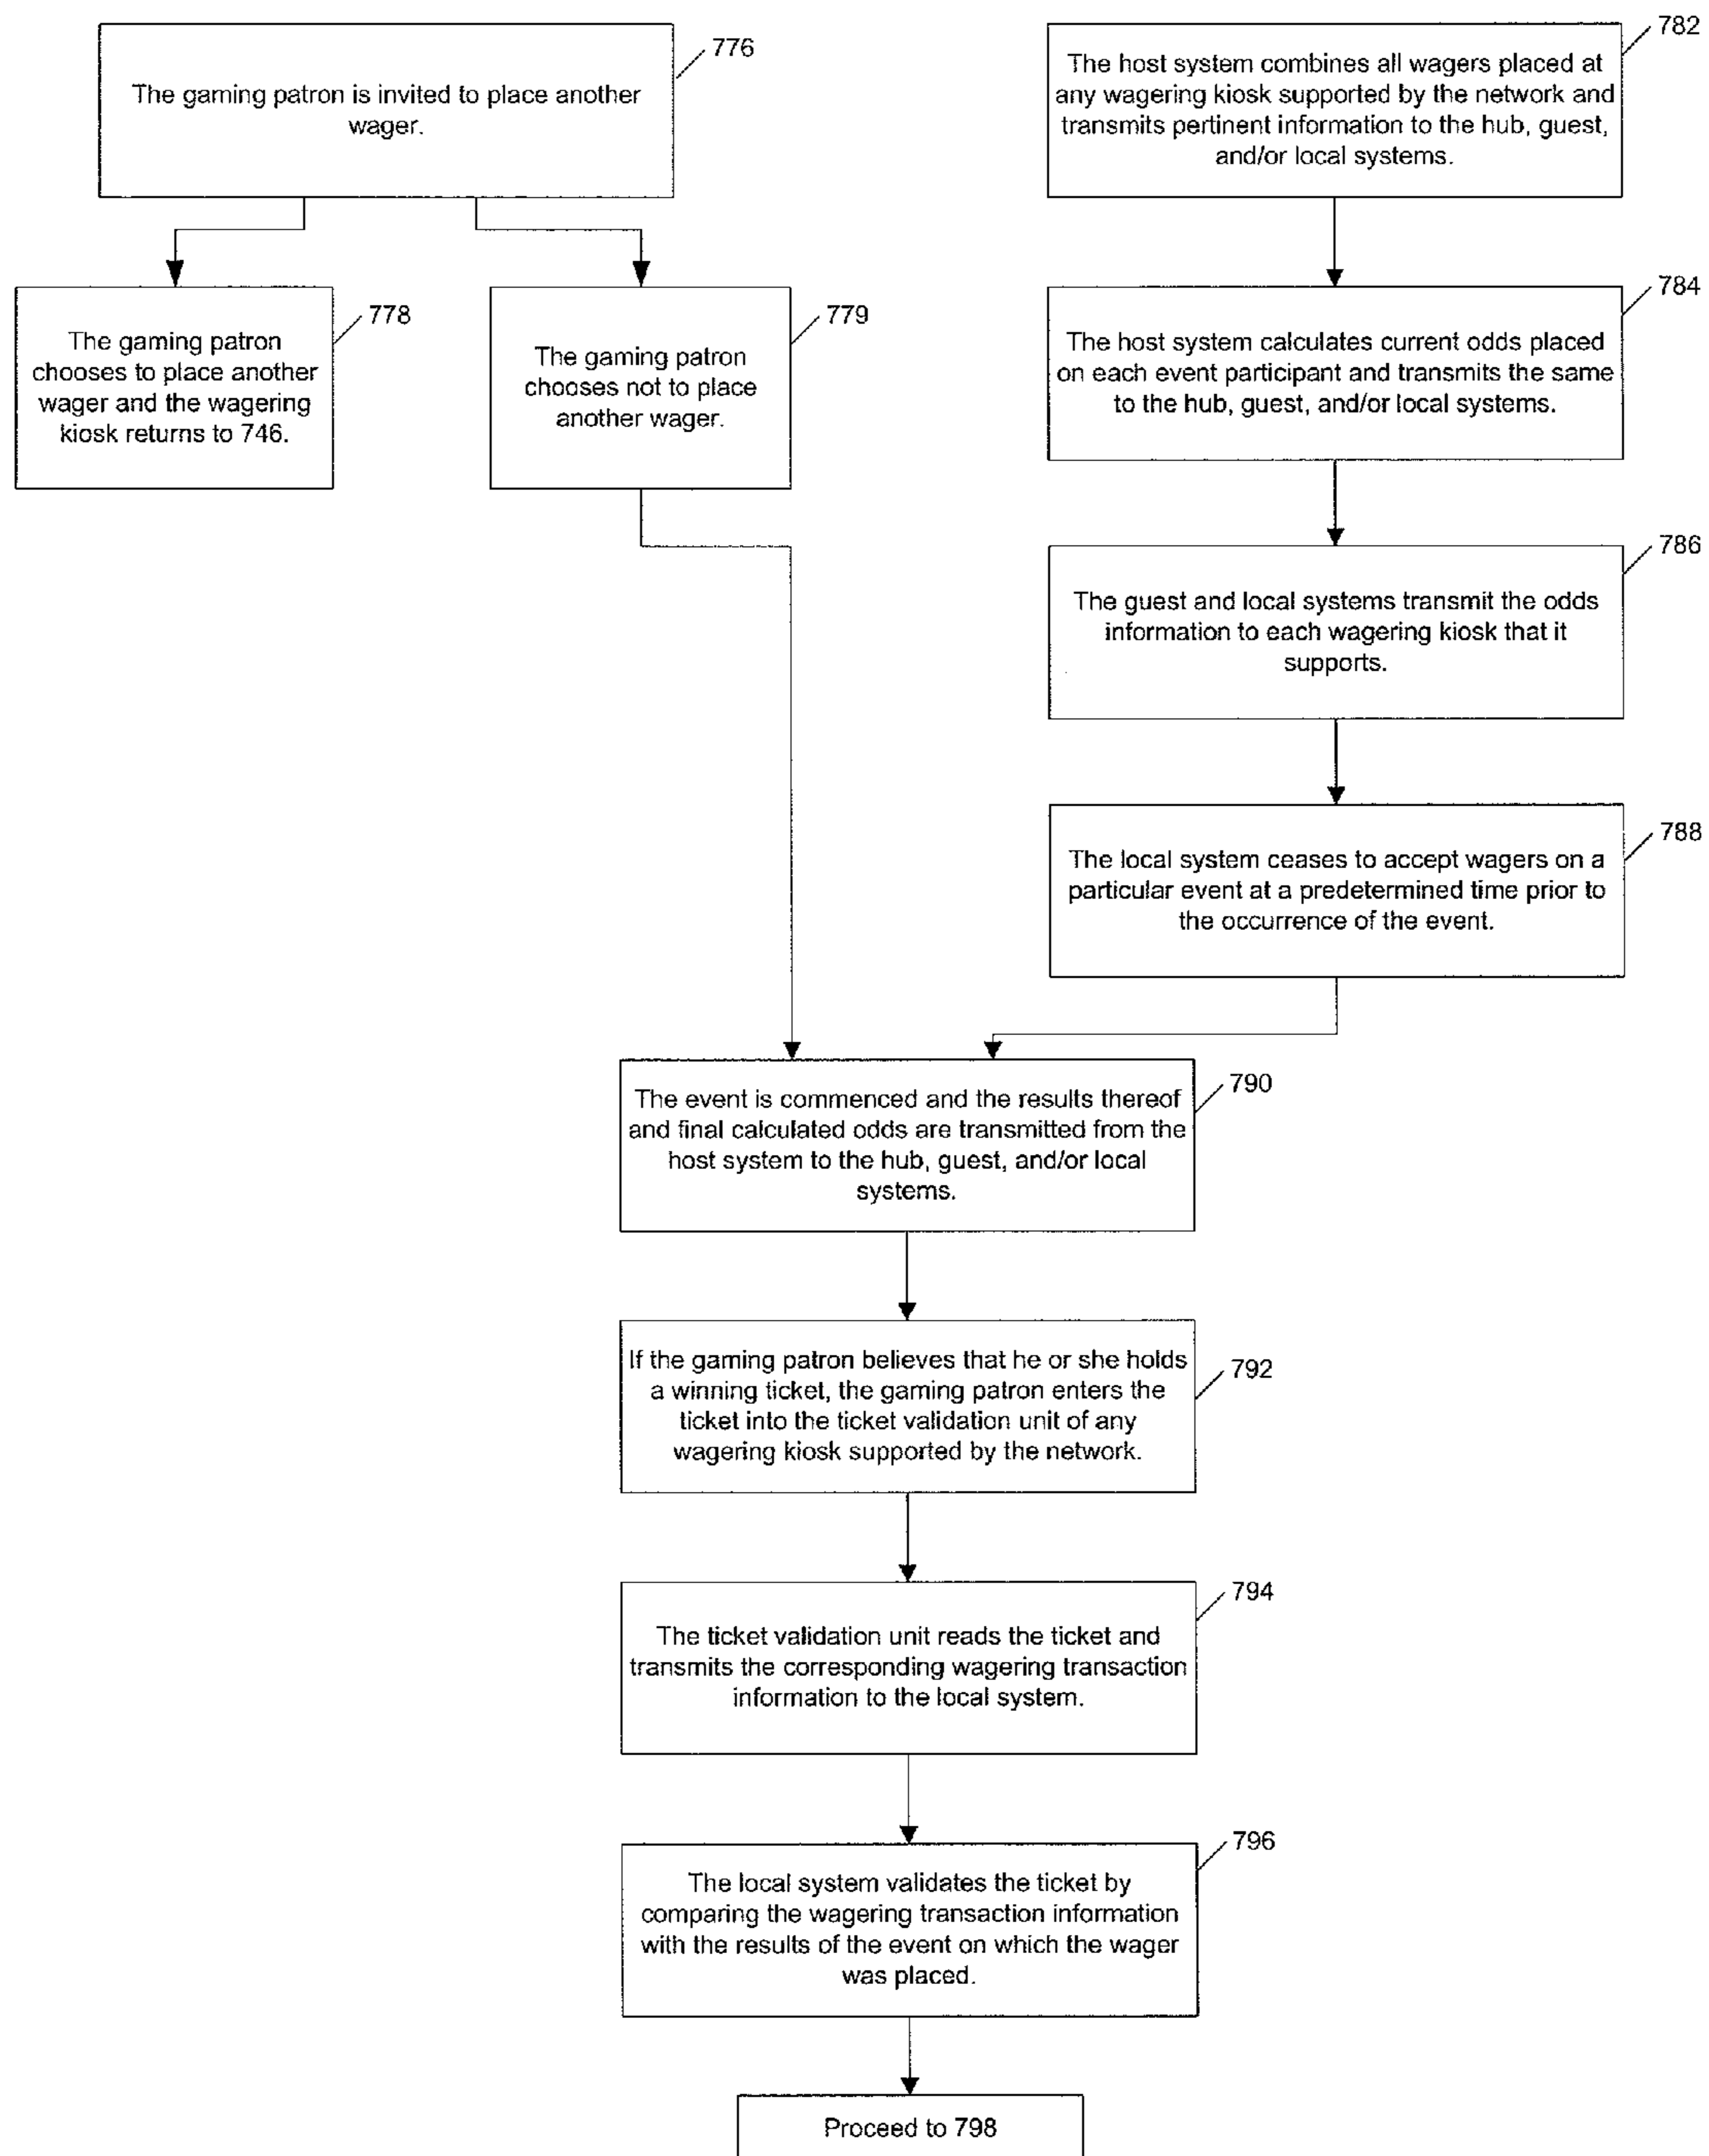 776
The gaming patron is invited to place another
wager.
782
The host system combines all wagers placed at
any wagering kiosk supported by the network and
transmits pertinent information to the hub, guest,
and/or local systems.
778
The gaming patron
chooses to place another
wager and the wagering
kiosk returns to 746.
779
The gaming patron
chooses not to place
another wager.
784
The host system calculates current odds placed
on each event participant and transmits the same
to the hub, guest, and/or local systems.
786
The guest and local systems transmit the odds
information to each wagering kiosk that it
supports.
788
The local system ceases to accept wagers on a
particular event at a predetermined time prior to
the occurrence of the event.
790
The event is commenced and the results thereof
and final calculated odds are transmitted from the
host system to the hub, guest, and/or local
systems.
792
If the gaming patron believes that he or she holds
a winning ticket, the gaming patron enters the
ticket into the ticket validation unit of any
wagering kiosk supported by the network.
794
The ticket validation unit reads the ticket and
transmits the corresponding wagering transaction
information to the local system.
796
The local system validates the ticket by
comparing the wagering transaction information
with the results of the event on which the wager
was placed.
Proceed to 798